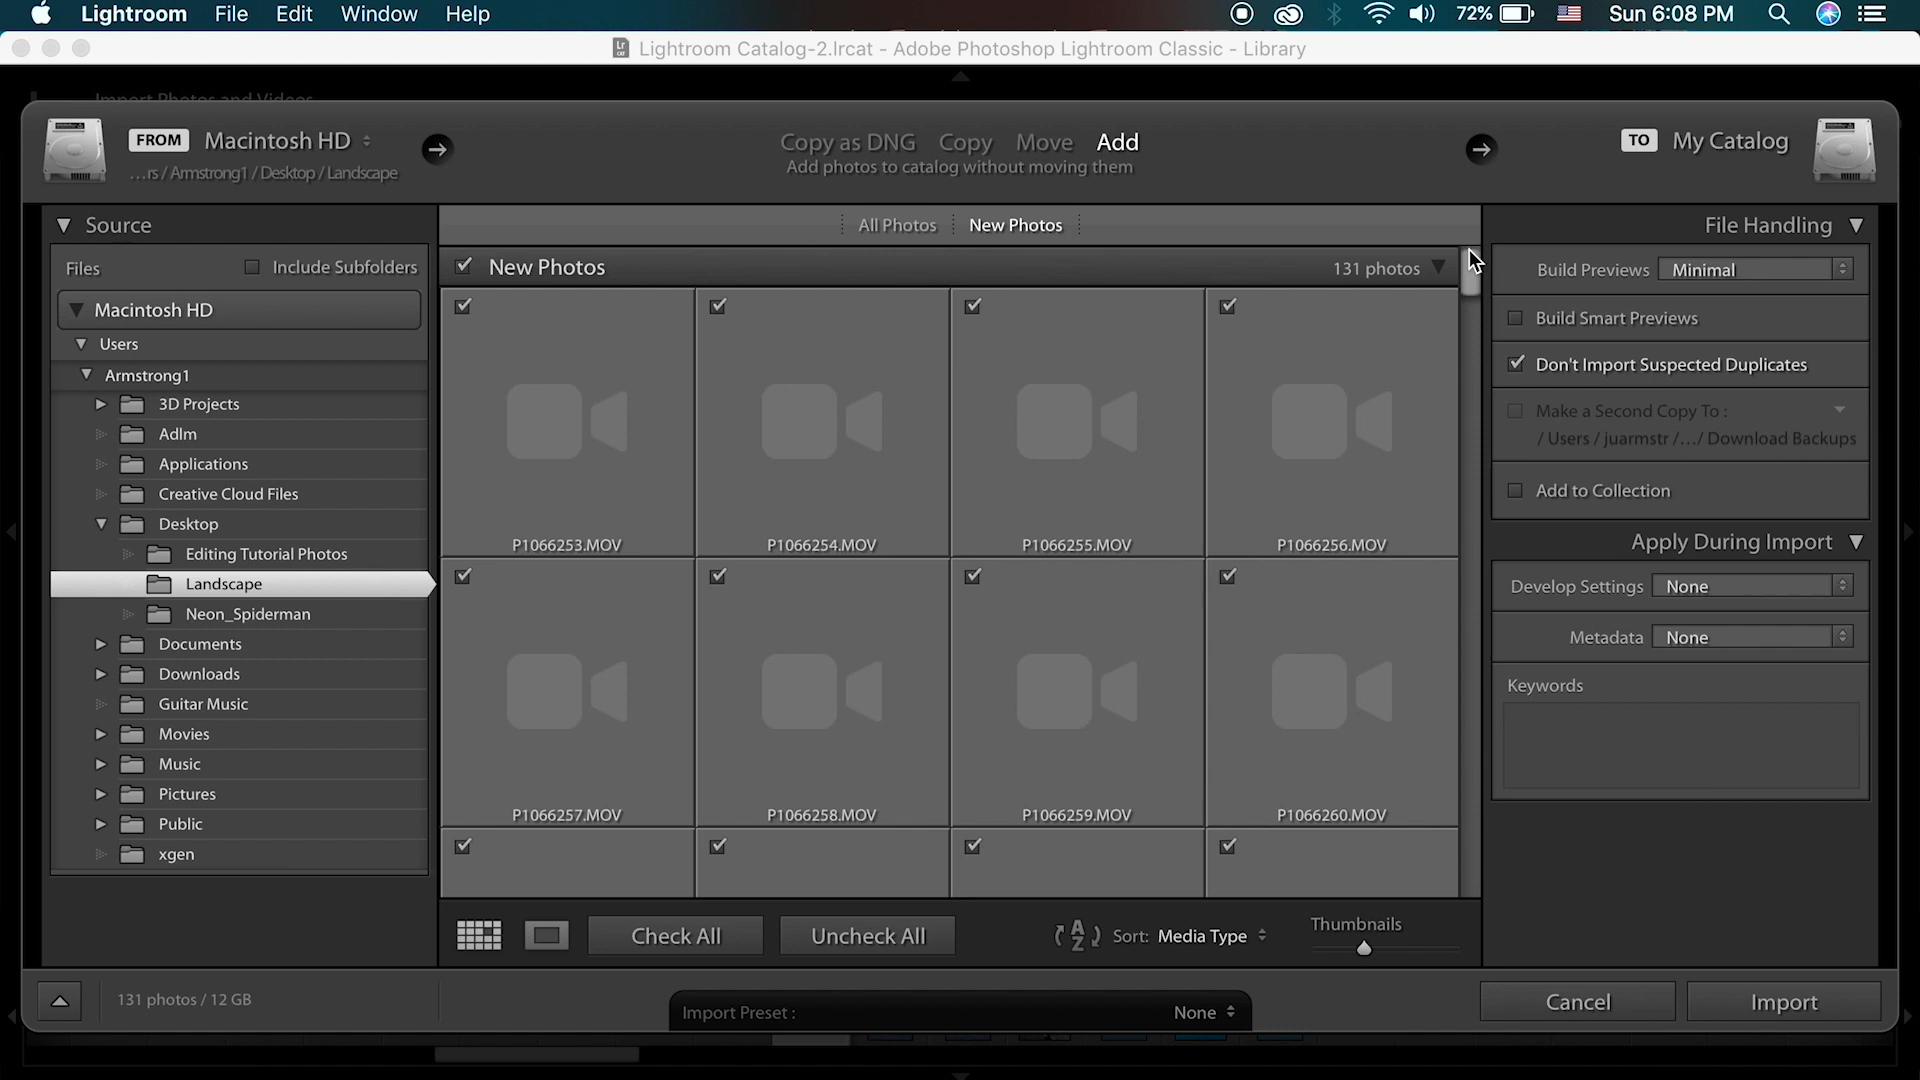 Lightroom File Edit Window Help 72% Sun 6:08 PM
Lr
Lightroom Catalog-2.lrcat - Adobe Photoshop Lightroom Classic - Library
Import Photos and Videos
FROM Macintosh HD
...rs / Armstrong1 / Desktop / Landscape
Copy as DNG Copy Move Add
Add photos to catalog without moving them
TO My Catalog
Source
Files Include Subfolders
Macintosh HD
Users
Armstrong1
3D Projects
Adlm
Applications
Creative Cloud Files
Desktop
Editing Tutorial Photos
Landscape
Neon_Spiderman
Documents
Downloads
Guitar Music
Movies
Music
Pictures
Public
xgen
All Photos New Photos
New Photos 131 photos
P1066253.MOV P1066254.MOV P1066255.MOV P1066256.MOV
P1066257.MOV P1066258.MOV P1066259.MOV P1066260.MOV
Check All Uncheck All A Z Sort: Media Type Thumbnails
File Handling
Build Previews Minimal
Build Smart Previews
Don't Import Suspected Duplicates
Make a Second Copy To :
/ Users / juarmstr /.../ Download Backups
Add to Collection
Apply During Import
Develop Settings None
Metadata None
Keywords
131 photos / 12 GB
Import Preset : None
Cancel Import